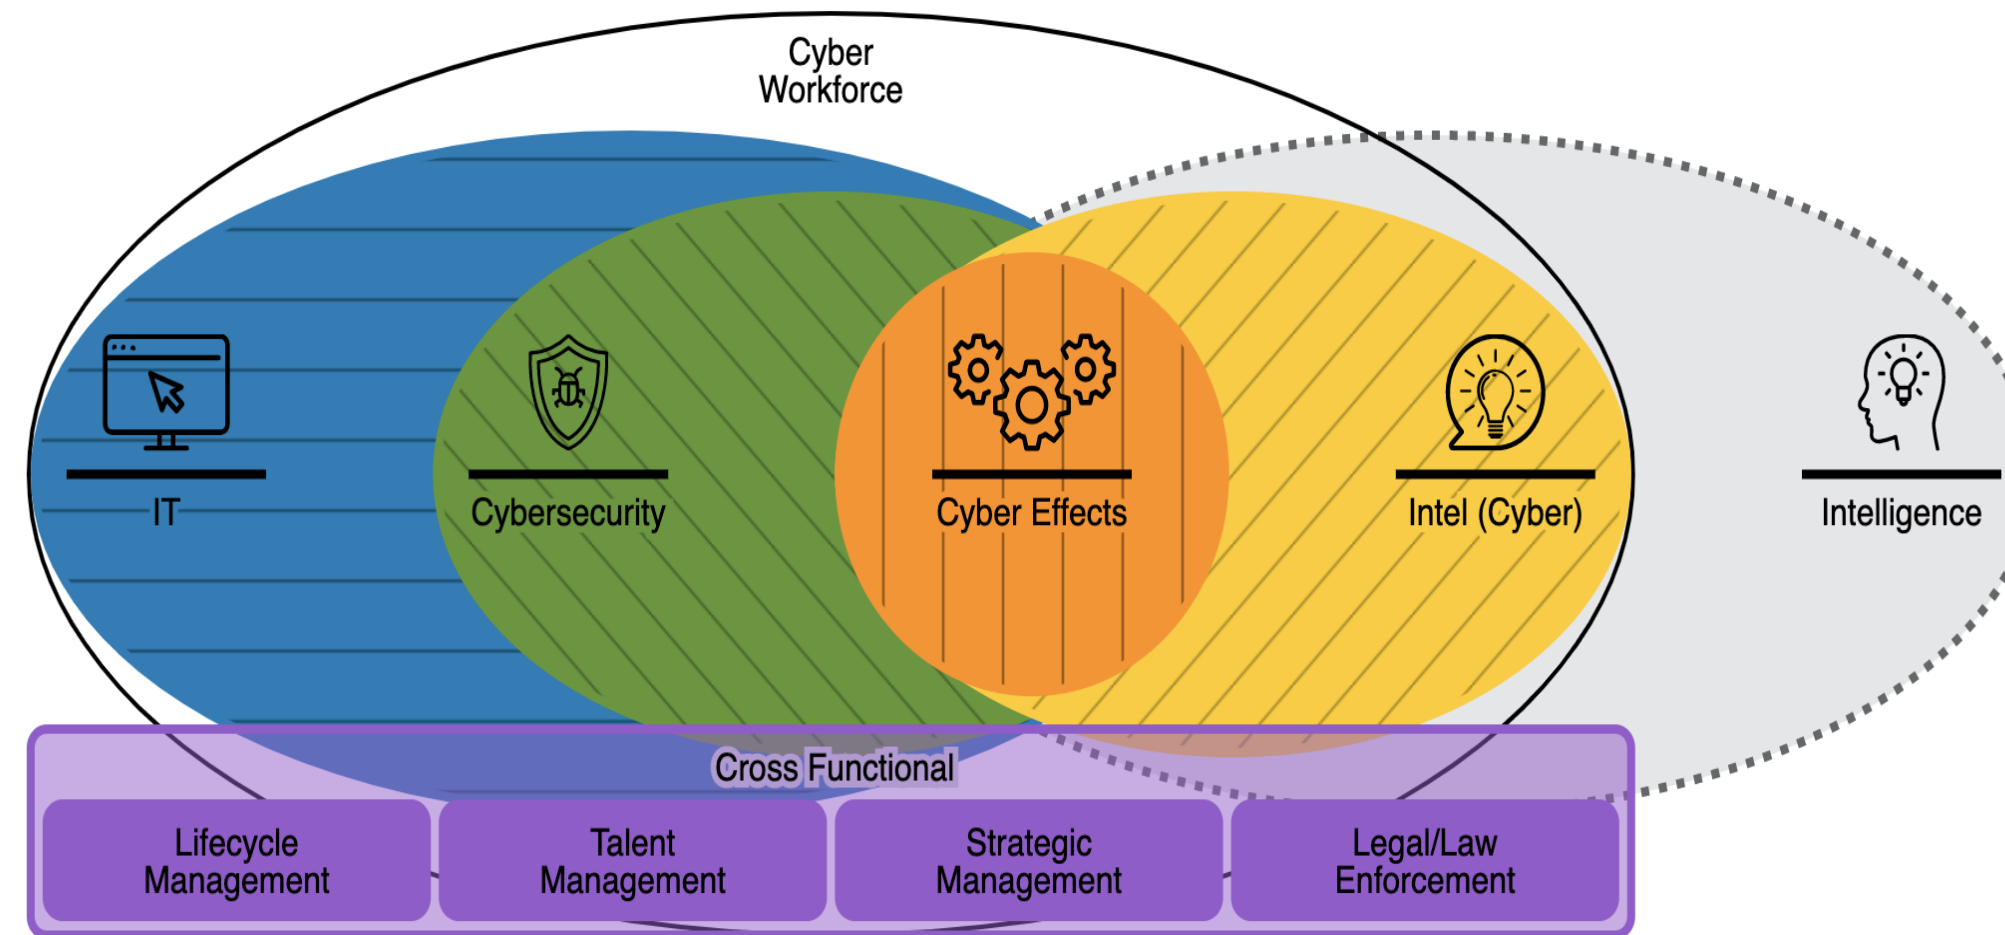 Cyber
Workforce
IT
Cybersecurity
Cyber Effects
Intel (Cyber)
Intelligence
Cross Functional
Lifecycle
Management
Talent
Management
Strategic
Management
Legal/Law
Enforcement